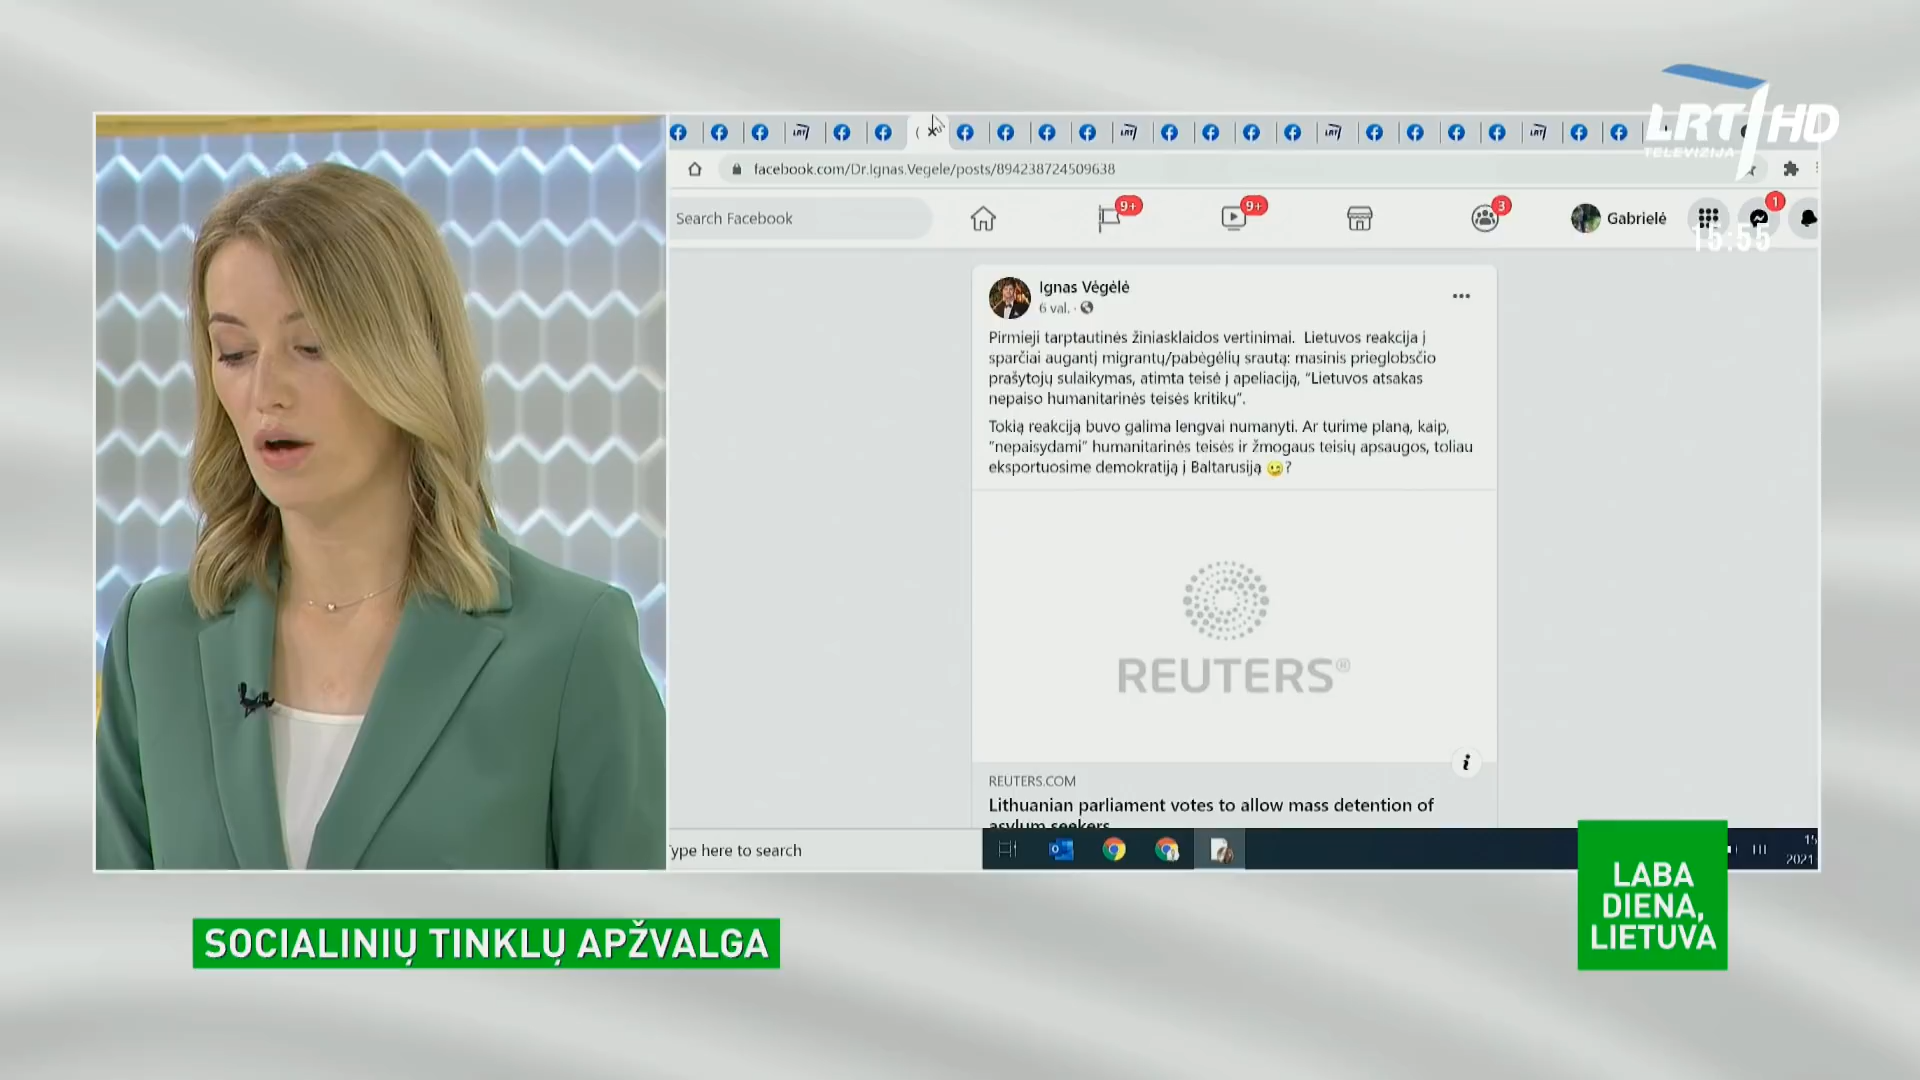 LRT HD
TELEVIZIJA
facebook.com/Dr.Ignas.Vegele/posts/894238724509638
Search Facebook
9+
9+
3
Gabrielė
1
15:55
Ignas Vėgėlė
6 val.
Pirmieji tarptautinės žiniasklaidos vertinimai. Lietuvos reakcija į
sparčiai augantį migrantų/pabėgėlių srautą: masinis prieglobsčio
prašytojų sulaikymas, atimta teisė į apeliaciją, “Lietuvos atsakas
nepaiso humanitarinės teisės kritikų”.
Tokią reakciją buvo galima lengvai numanyti. Ar turime planą, kaip,
“nepaisydami” humanitarinės teisės ir žmogaus teisių apsaugos, toliau
eksportuosime demokratiją į Baltarusiją 😉?
REUTERS®
REUTERS.COM
Lithuanian parliament votes to allow mass detention of
asylum seekers
ype here to search
2021
SOCIALINIŲ TINKLŲ APŽVALGA
LABA
DIENA,
LIETUVA